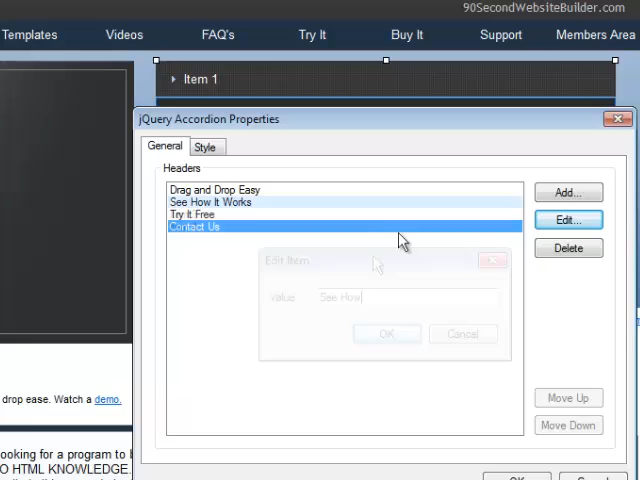 90SecondWebsiteBuilder.com
Templates Videos FAQ's Try It Buy It Support Members Area
Item 1
jQuery Accordion Properties
General Style
Headers
Drag and Drop Easy
See How It Works
Try It Free
Contact Us
Add...
Edit...
Delete
Edit Item
Value See How
OK Cancel
Move Up
Move Down
drop ease. Watch a demo.
ooking for a program to b
O HTML KNOWLEDGE.